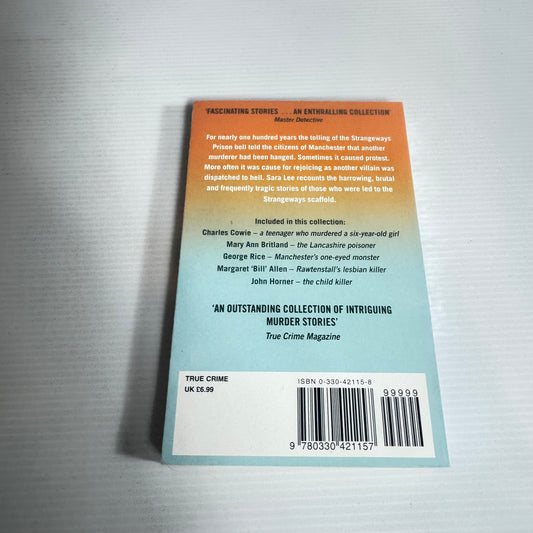 ‘FASCINATING STORIES . . . AN ENTHRALLING COLLECTION’
Master Detective
For nearly one hundred years the tolling of the Strangeways
Prison bell told the citizens of Manchester that another
murderer had been hanged. Sometimes it caused protest.
More often it was cause for rejoicing as another villain was
dispatched to hell. Sara Lee recounts the harrowing, brutal
and frequently tragic stories of those who were led to the
Strangeways scaffold.
Included in this collection:
Charles Cowie – a teenager who murdered a six-year-old girl
Mary Ann Britland – the Lancashire poisoner
George Rice – Manchester's one-eyed monster
Margaret ‘Bill’ Allen – Rawtenstall's lesbian killer
John Horner – the child killer
‘AN OUTSTANDING COLLECTION OF INTRIGUING
MURDER STORIES’
True Crime Magazine
TRUE CRIME
UK £6.99
ISBN 0-330-42115-8
99999
9 780330 421157